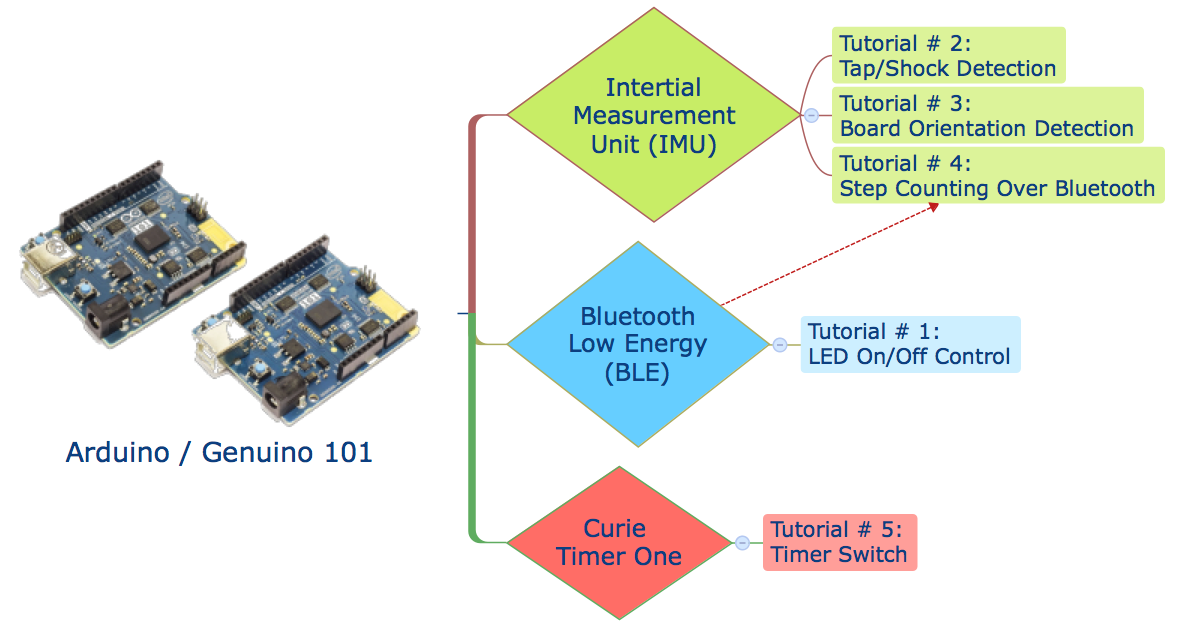 Intertial
Measurement
Unit (IMU)
Tutorial # 2:
Tap/Shock Detection
Tutorial # 3:
Board Orientation Detection
Tutorial # 4:
Step Counting Over Bluetooth
Bluetooth
Low Energy
(BLE)
Tutorial # 1:
LED On/Off Control
Arduino / Genuino 101
Curie
Timer One
Tutorial # 5:
Timer Switch